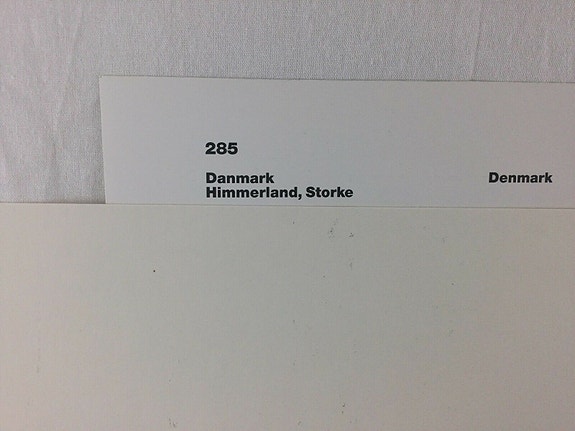 285
Danmark
Himmerland, Storke
Denmark